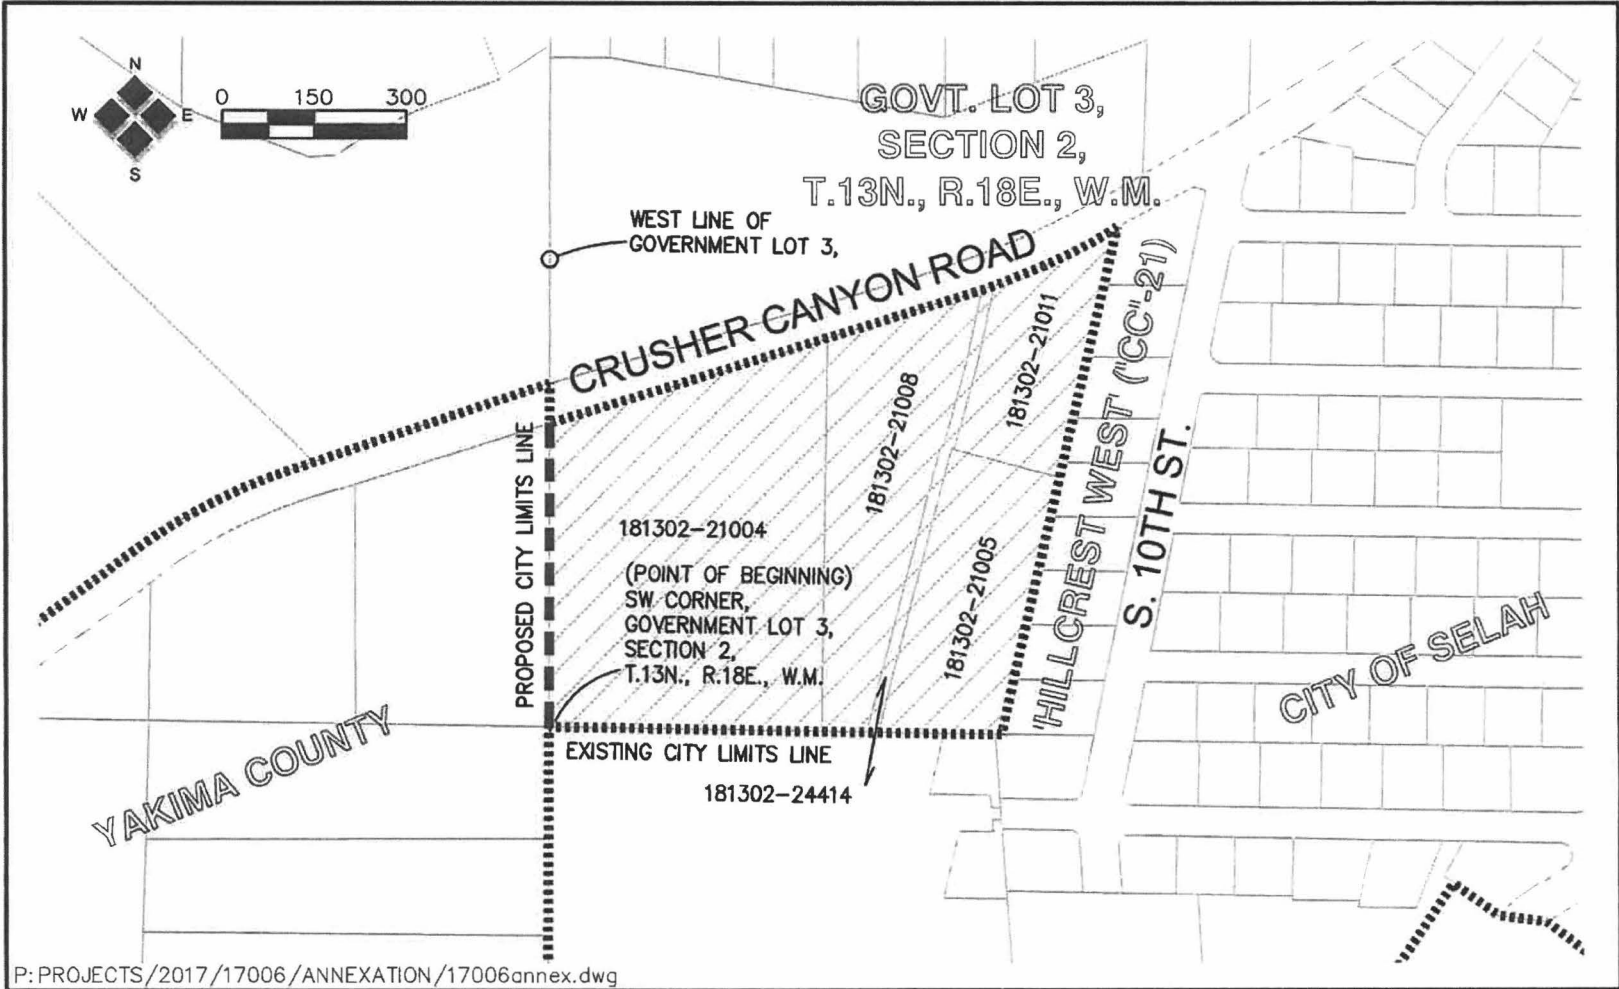 N
W E
S
0 150 300
GOVT. LOT 3,
SECTION 2,
T.13N., R.18E., W.M.
WEST LINE OF
GOVERNMENT LOT 3,
CRUSHER CANYON ROAD
"HILLCREST WEST" ("CC"-21)
S. 10TH ST.
181302-21011
181302-21008
181302-21005
PROPOSED CITY LIMITS LINE
181302-21004
(POINT OF BEGINNING)
SW CORNER,
GOVERNMENT LOT 3,
SECTION 2,
T.13N., R.18E., W.M.
CITY OF SELAH
YAKIMA COUNTY
EXISTING CITY LIMITS LINE
181302-24414
P:PROJECTS/2017/17006/ANNEXATION/17006annex.dwg